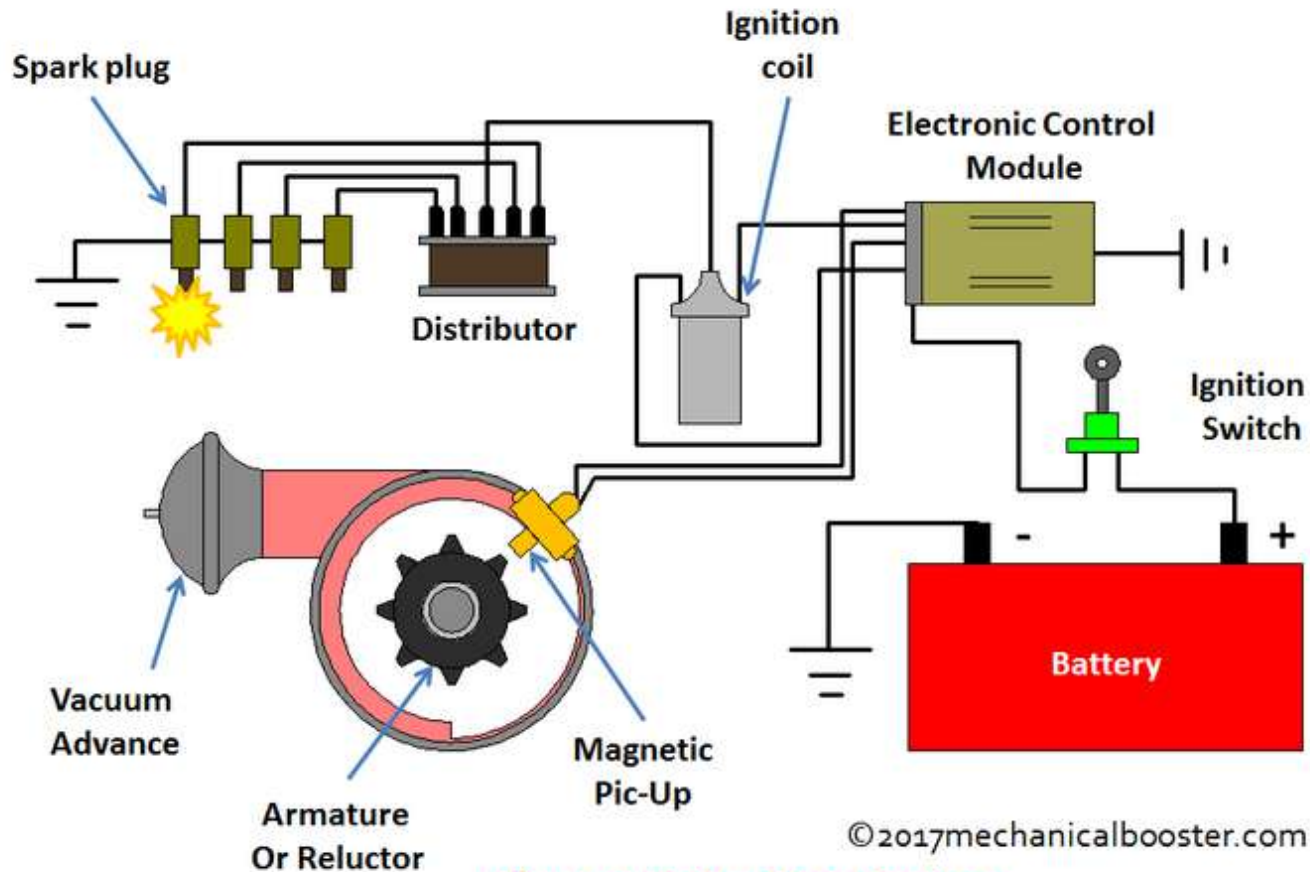 Ignition
coil
Spark plug
Electronic Control
Module
Distributor
Ignition
Switch
-
+
Battery
Vacuum
Advance
Magnetic
Pic-Up
Armature
Or Reluctor
©2017mechanicalbooster.com